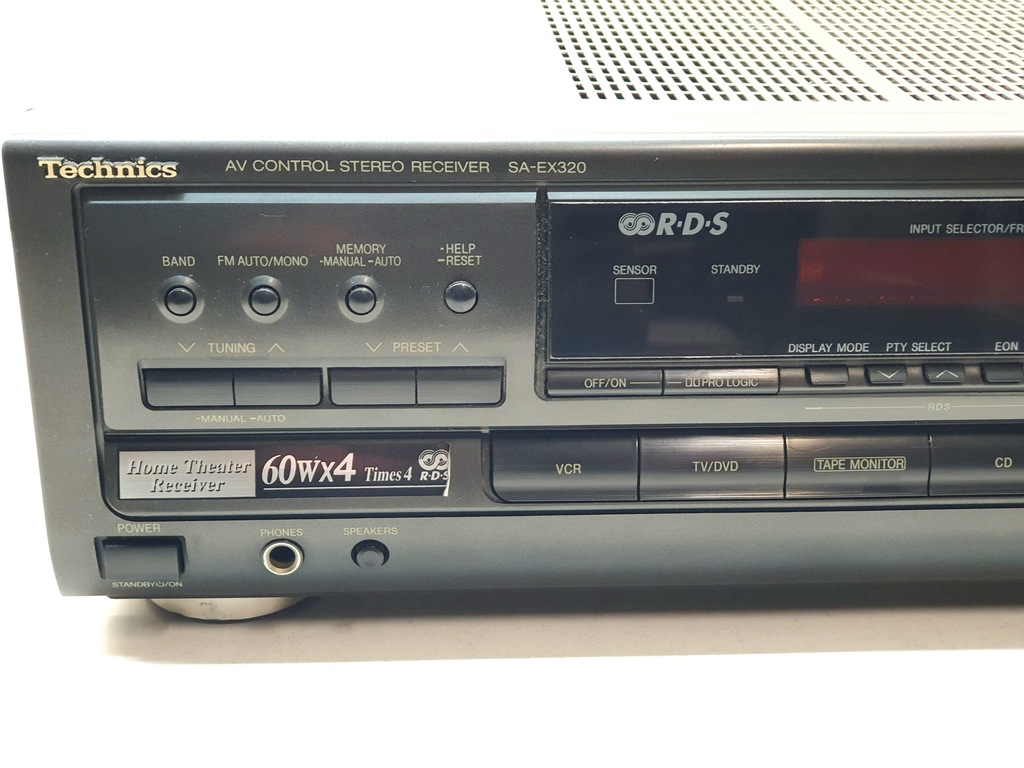 Technics
AV CONTROL STEREO RECEIVER SA-EX320
R·D·S
INPUT SELECTOR/FR
BAND
FM AUTO/MONO
MEMORY
-MANUAL –AUTO
-HELP
–RESET
SENSOR
STANDBY
TUNING
PRESET
DISPLAY MODE
PTY SELECT
EON
OFF/ON
PRO LOGIC
-MANUAL –AUTO
RDS
Home Theater
Receiver
60W×4 Times 4
R·D·S
VCR
TV/DVD
TAPE MONITOR
CD
POWER
PHONES
SPEAKERS
STANDBY⏻/ON